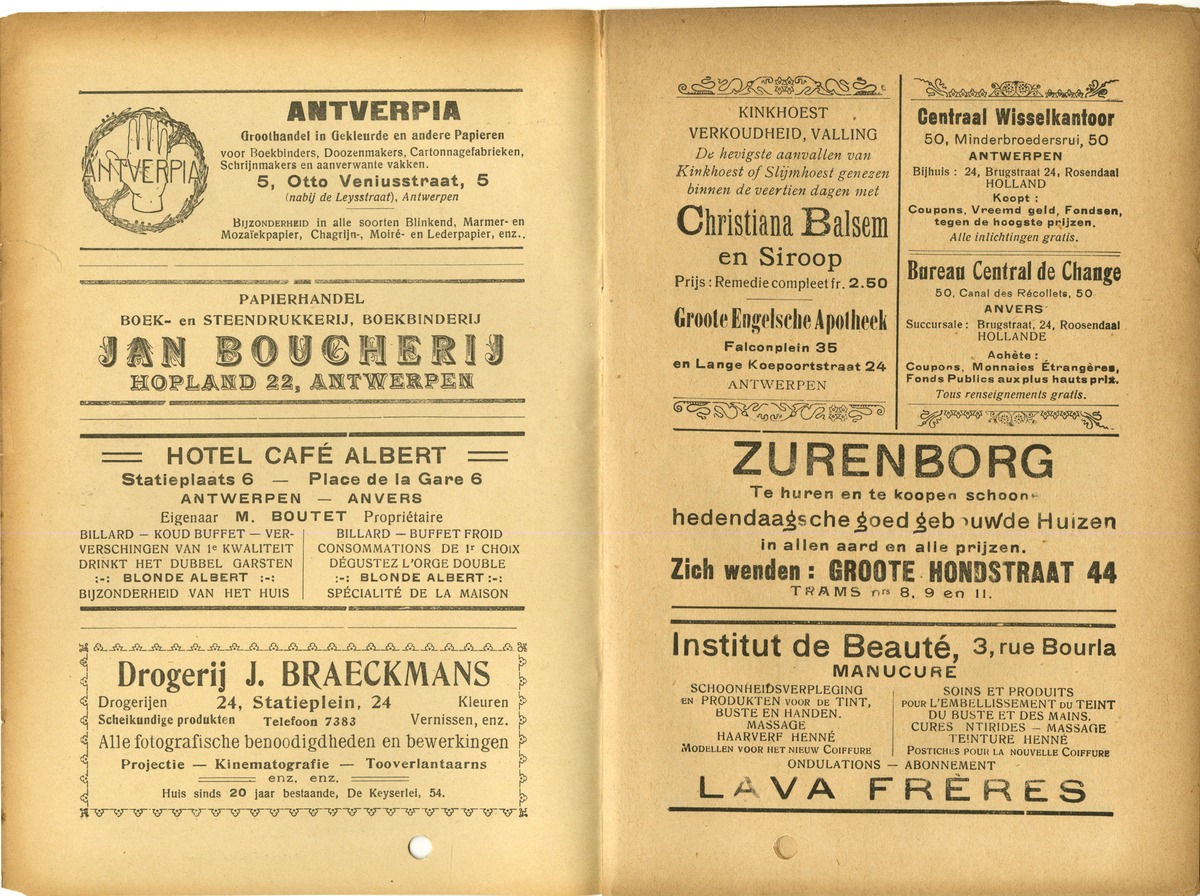 ANTVERPIA
ANTVERPIA
Groothandel in Gekleurde en andere Papieren
voor Boekbinders, Doozenmakers, Cartonnagefabrieken,
Schrijnmakers en aanverwante vakken.
5, Otto Veniusstraat, 5
(nabij de Leysstraat), Antwerpen
BIJZONDERHEID in alle soorten Blinkend, Marmer- en
Mozaïekpapier, Chagrijn-, Moiré- en Lederpapier, enz..
PAPIERHANDEL
BOEK- en STEENDRUKKERIJ, BOEKBINDERIJ
JAN BOUCHERIJ
HOPLAND 22, ANTWERPEN
HOTEL CAFÉ ALBERT
Statieplaats 6 — Place de la Gare 6
ANTWERPEN — ANVERS
Eigenaar M. BOUTET Propriétaire
BILLARD — KOUD BUFFET — VER-
VERSCHINGEN VAN 1e KWALITEIT
DRINKT HET DUBBEL GARSTEN
:-: BLONDE ALBERT :-:
BIJZONDERHEID VAN HET HUIS
BILLARD — BUFFET FROID
CONSOMMATIONS DE 1r CHOIX
DÉGUSTEZ L'ORGE DOUBLE
:-: BLONDE ALBERT :-:
SPÉCIALITÉ DE LA MAISON
Drogerij J. BRAECKMANS
Drogerijen 24, Statieplein, 24 Kleuren
Scheikundige produkten Telefoon 7383 Vernissen, enz.
Alle fotografische benoodigdheden en bewerkingen
Projectie — Kinematografie — Tooverlantaarns
enz. enz.
Huis sinds 20 jaar bestaande, De Keyserlei, 54.
KINKHOEST
VERKOUDHEID, VALLING
De hevigste aanvallen van
Kinkhoest of Slijmhoest genezen
binnen de veertien dagen met
Christiana Balsem
en Siroop
Prijs : Remedie compleet fr. 2.50
Groote Engelsche Apotheek
Falconplein 35
en Lange Koepoortstraat 24
ANTWERPEN
Centraal Wisselkantoor
50, Minderbroedersrui, 50
ANTWERPEN
Bijhuis : 24, Brugstraat 24, Rosendaal
HOLLAND
Koopt :
Coupons, Vreemd geld, Fondsen,
tegen de hoogste prijzen.
Alle inlichtingen gratis.
Bureau Central de Change
50, Canal des Récollets, 50
ANVERS
Succursale : Brugstraat, 24, Roosendaal
HOLLANDE
Achète :
Coupons, Monnaies Étrangères,
Fonds Publics aux plus hauts prix.
Tous renseignements gratis.
ZURENBORG
Te huren en te koopen schoon-
hedendaagsche goed gebouwde Huizen
in allen aard en alle prijzen.
Zich wenden : GROOTE HONDSTRAAT 44
TRAMS nrs 8, 9 en 11.
Institut de Beauté, 3, rue Bourla
MANUCURE
SCHOONHEIDSVERPLEGING
EN PRODUKTEN VOOR DE TINT,
BUSTE EN HANDEN.
MASSAGE
HAARVERF HENNÉ
MODELLEN VOOR HET NIEUW COIFFURE
SOINS ET PRODUITS
POUR L'EMBELLISSEMENT DU TEINT
DU BUSTE ET DES MAINS.
CURES NTIRIDES — MASSAGE
TEINTURE HENNÉ
POSTICHES POUR LA NOUVELLE COIFFURE
ONDULATIONS — ABONNEMENT
LAVA FRÈRES